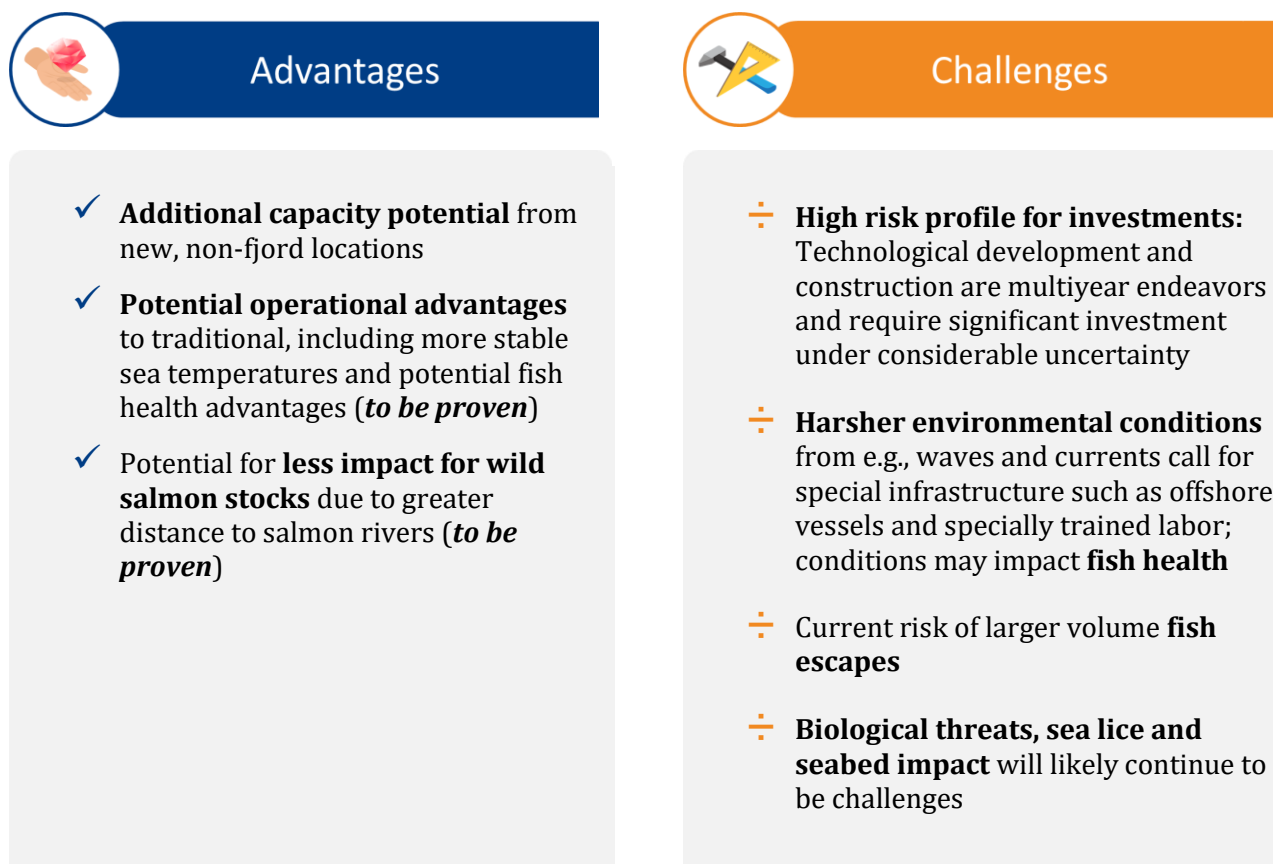 Advantages
✓ Additional capacity potential from
new, non-fjord locations
✓ Potential operational advantages
to traditional, including more stable
sea temperatures and potential fish
health advantages (to be proven)
✓ Potential for less impact for wild
salmon stocks due to greater
distance to salmon rivers (to be
proven)
Challenges
÷ High risk profile for investments:
Technological development and
construction are multiyear endeavors
and require significant investment
under considerable uncertainty
÷ Harsher environmental conditions
from e.g., waves and currents call for
special infrastructure such as offshore
vessels and specially trained labor;
conditions may impact fish health
÷ Current risk of larger volume fish
escapes
÷ Biological threats, sea lice and
seabed impact will likely continue to
be challenges